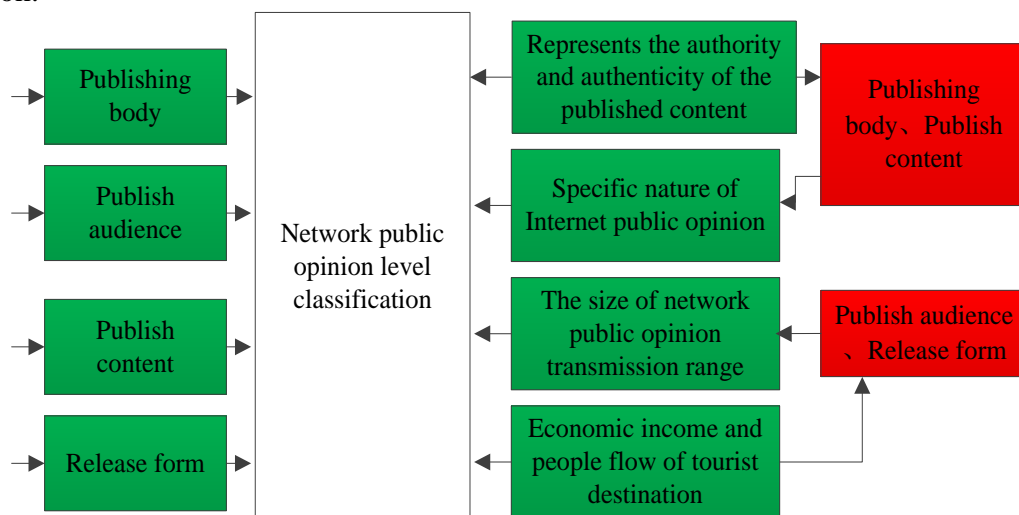 on.
Publishing
body
Publish
audience
Publish
content
Release form
Network public
opinion level
classification
Represents the authority
and authenticity of the
published content
Specific nature of
Internet public opinion
The size of network
public opinion
transmission range
Economic income and
people flow of tourist
destination
Publishing
body、Publish
content
Publish audience
、Release form